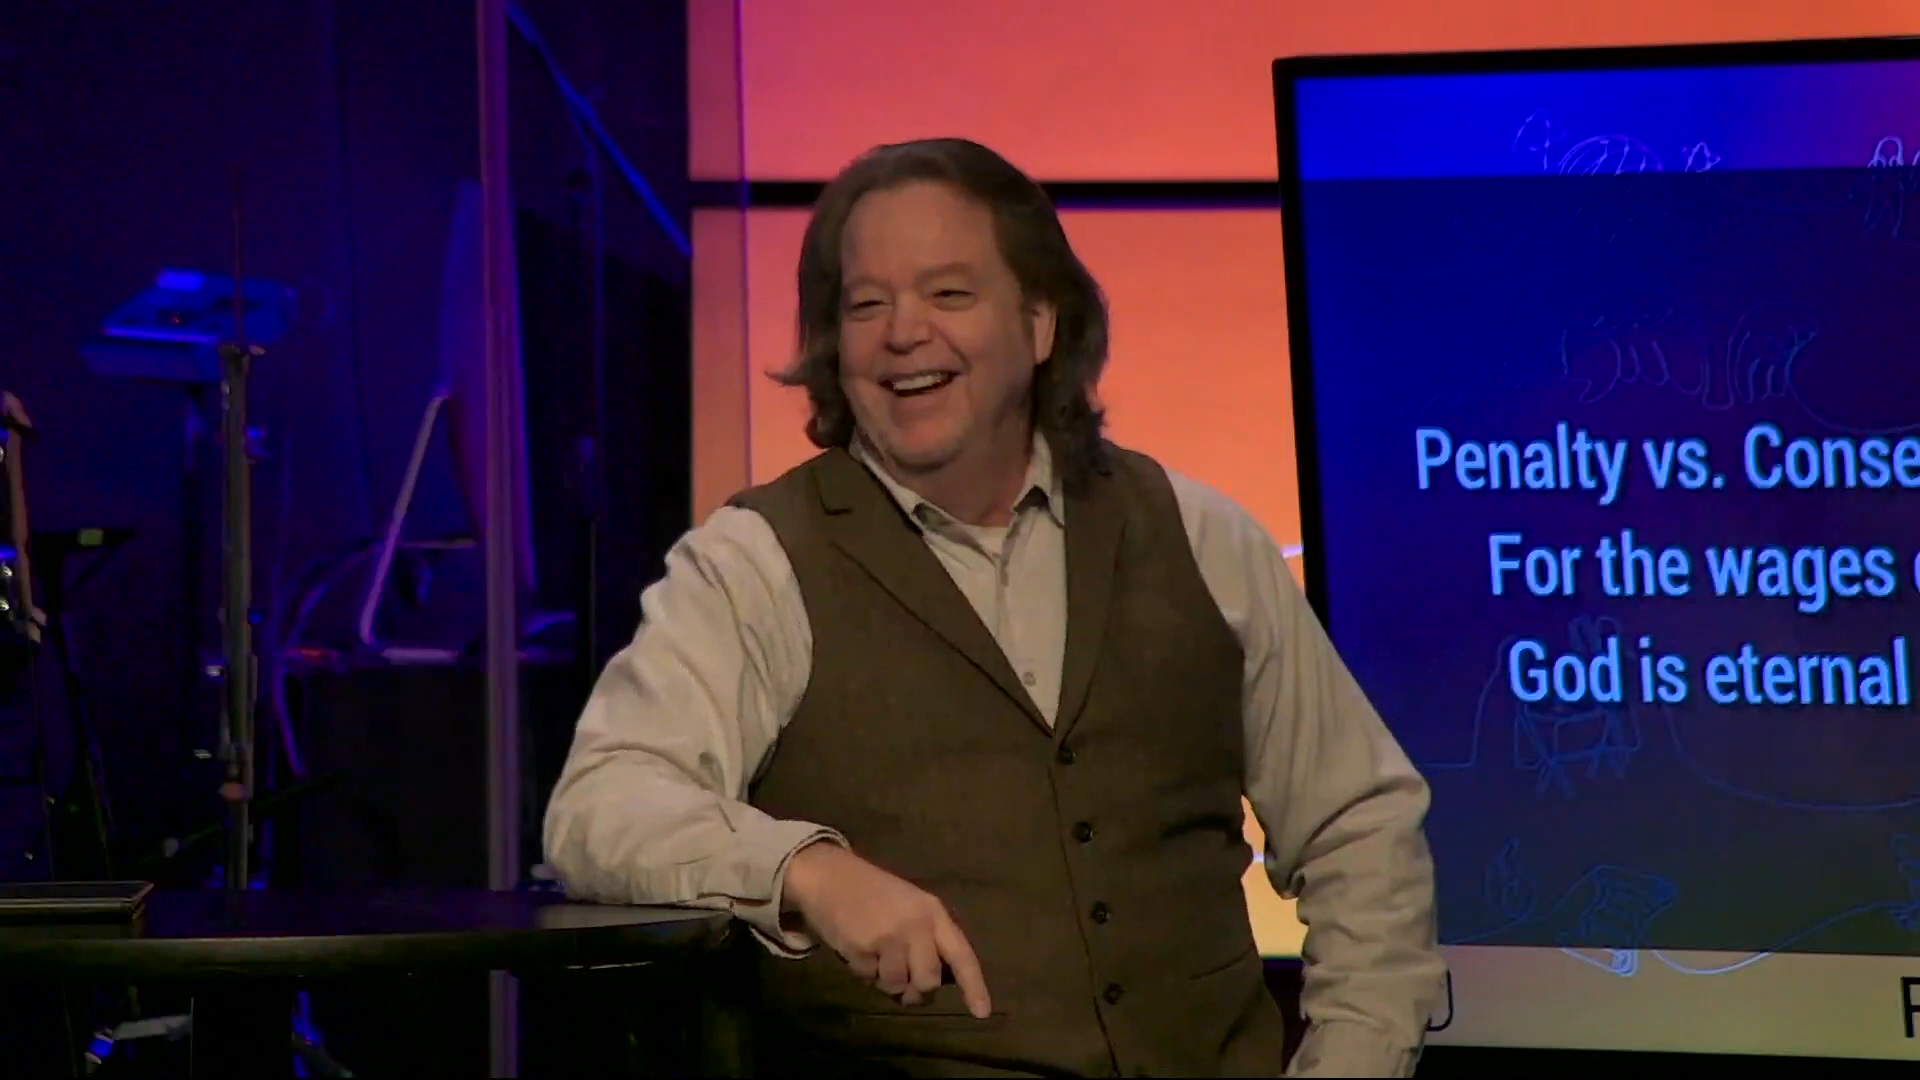 Penalty vs. Conse
For the wages
God is eternal